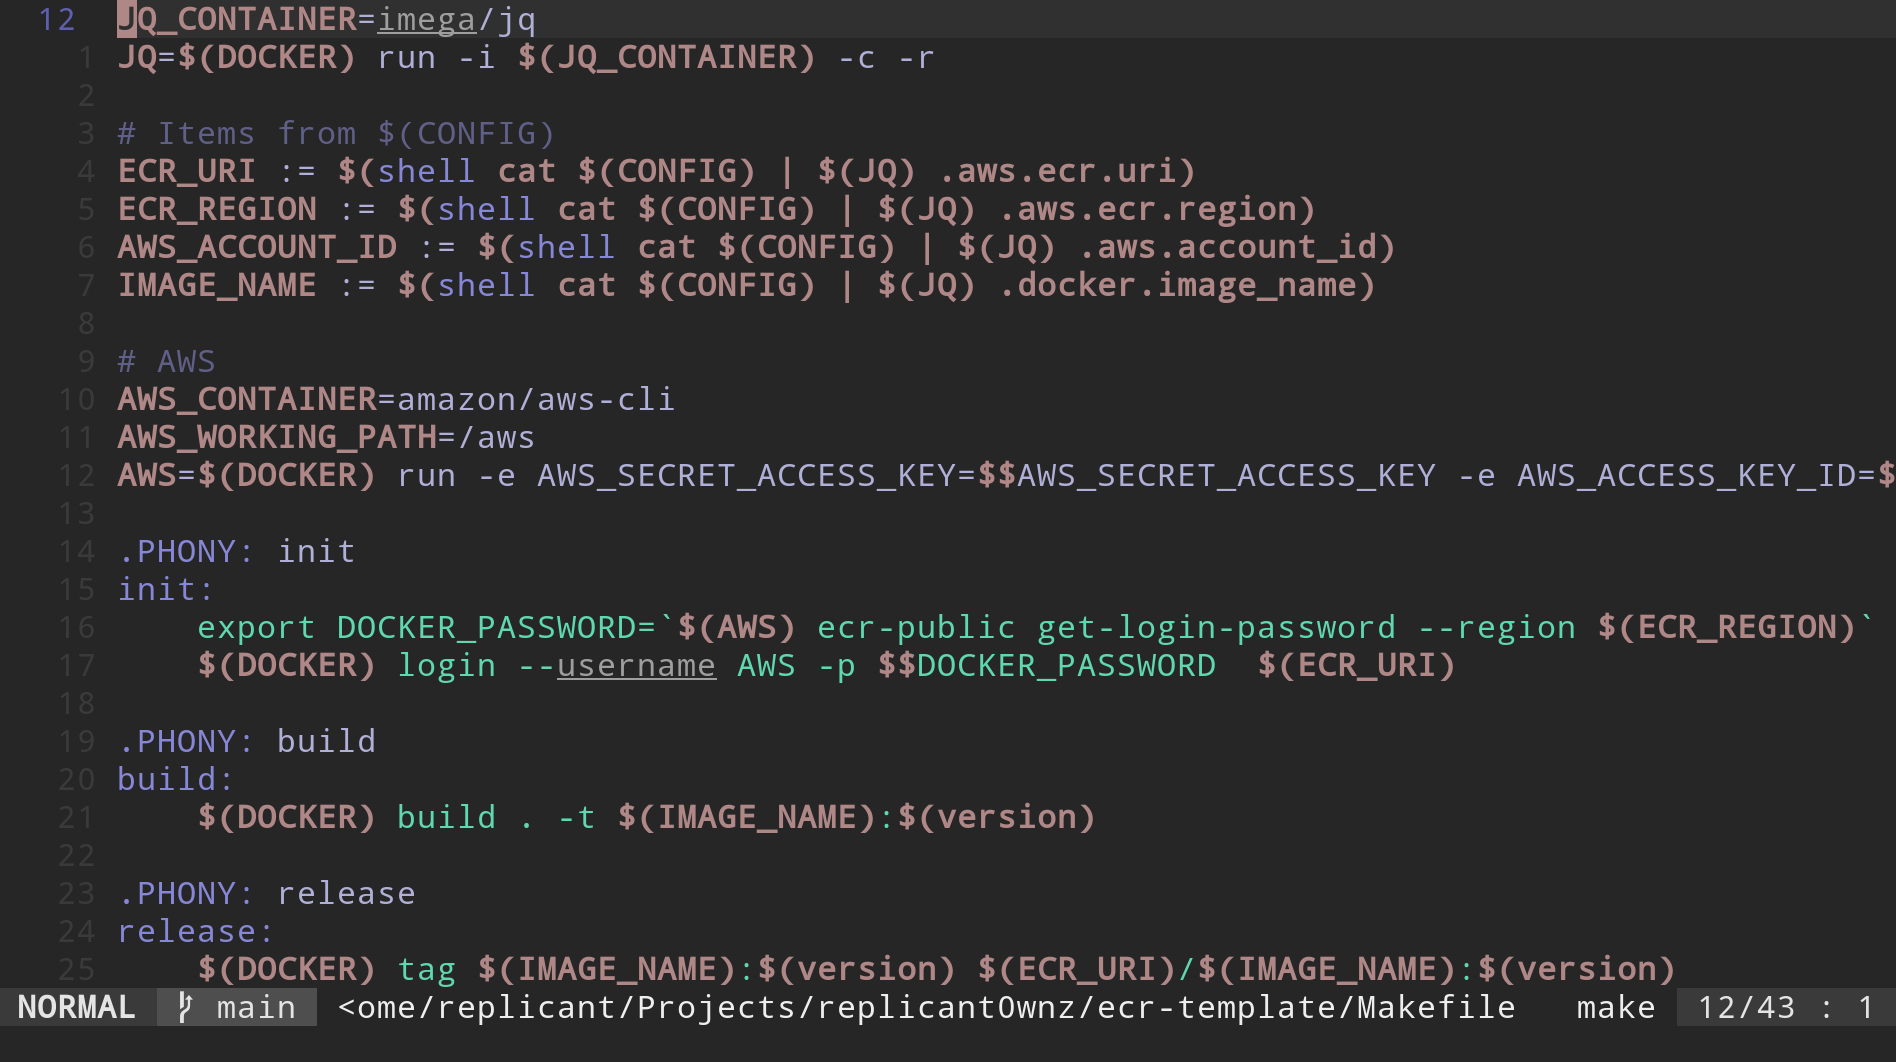 12 JQ_CONTAINER=imega/jq
1 JQ=$(DOCKER) run -i $(JQ_CONTAINER) -c -r
2
3 # Items from $(CONFIG)
4 ECR_URI := $(shell cat $(CONFIG) | $(JQ) .aws.ecr.uri)
5 ECR_REGION := $(shell cat $(CONFIG) | $(JQ) .aws.ecr.region)
6 AWS_ACCOUNT_ID := $(shell cat $(CONFIG) | $(JQ) .aws.account_id)
7 IMAGE_NAME := $(shell cat $(CONFIG) | $(JQ) .docker.image_name)
8
9 # AWS
10 AWS_CONTAINER=amazon/aws-cli
11 AWS_WORKING_PATH=/aws
12 AWS=$(DOCKER) run -e AWS_SECRET_ACCESS_KEY=$$AWS_SECRET_ACCESS_KEY -e AWS_ACCESS_KEY_ID=$
13
14 .PHONY: init
15 init:
16     export DOCKER_PASSWORD=`$(AWS) ecr-public get-login-password --region $(ECR_REGION)`
17     $(DOCKER) login --username AWS -p $$DOCKER_PASSWORD  $(ECR_URI)
18
19 .PHONY: build
20 build:
21     $(DOCKER) build . -t $(IMAGE_NAME):$(version)
22
23 .PHONY: release
24 release:
25     $(DOCKER) tag $(IMAGE_NAME):$(version) $(ECR_URI)/$(IMAGE_NAME):$(version)
NORMAL main <ome/replicant/Projects/replicantOwnz/ecr-template/Makefile make 12/43 : 1